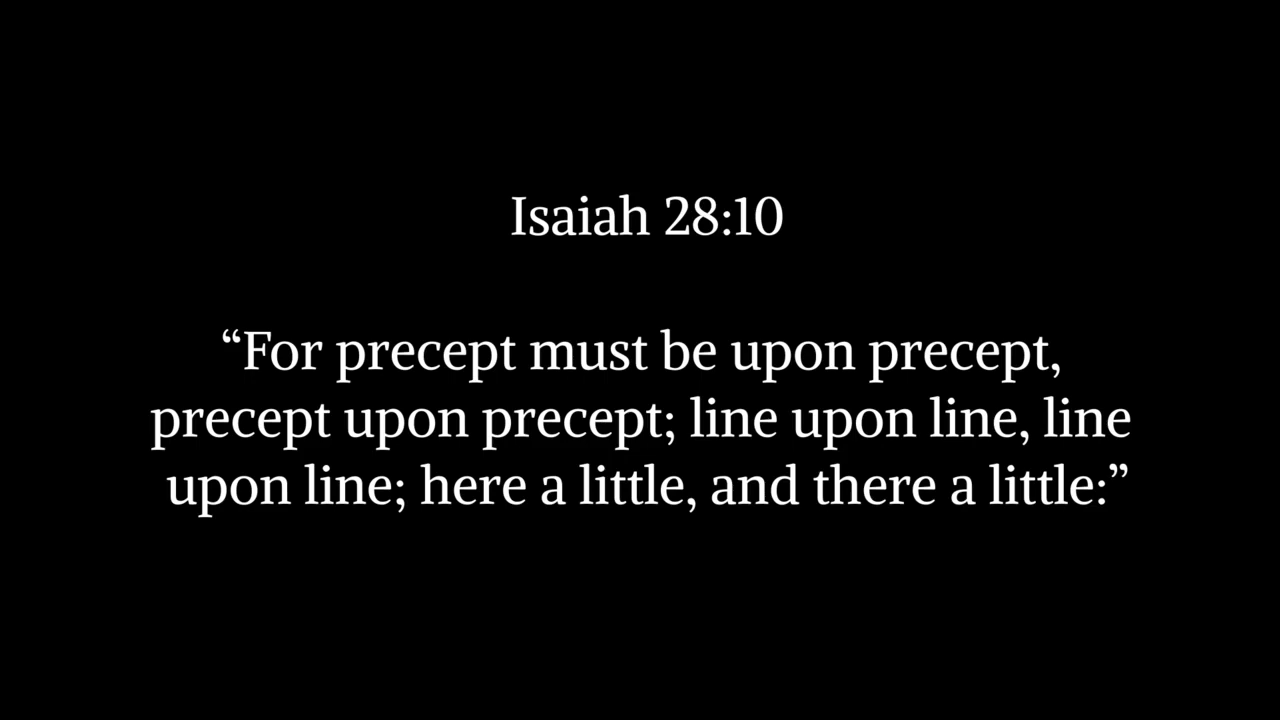 Isaiah 28:10
“For precept must be upon precept,
precept upon precept; line upon line, line
upon line; here a little, and there a little:”